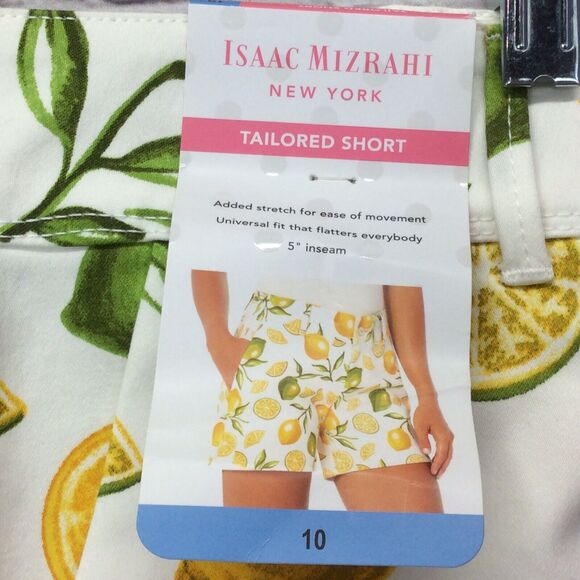 ISAAC MIZRAHI
NEW YORK
TAILORED SHORT
Added stretch for ease of movement
Universal fit that flatters everybody
5" inseam
10